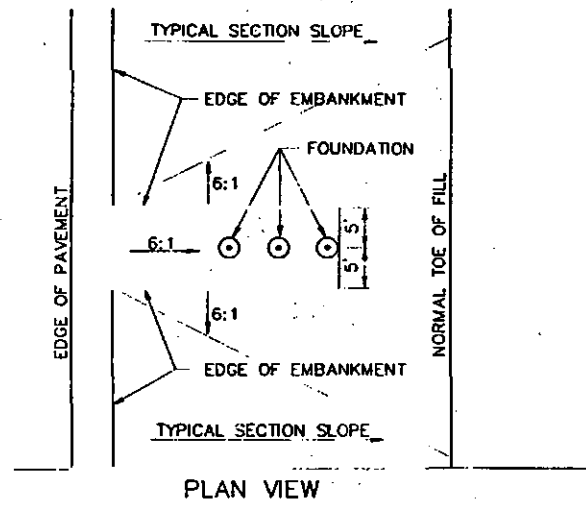 TYPICAL SECTION SLOPE
EDGE OF EMBANKMENT
FOUNDATION
6:1
6:1
5'
5'
6:1
EDGE OF PAVEMENT
NORMAL TOE OF FILL
EDGE OF EMBANKMENT
TYPICAL SECTION SLOPE
PLAN VIEW